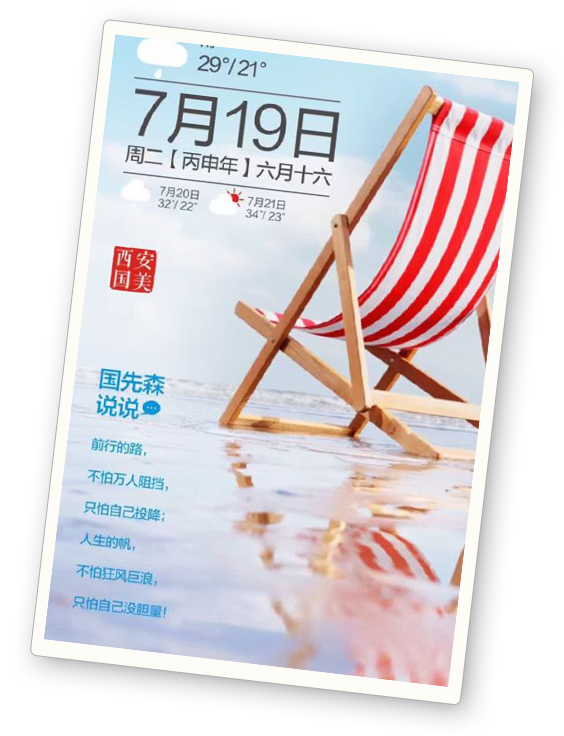 29°/21°
7月19日
周二【丙申年】六月十六
7月20日
32°/22°
7月21日
34°/23°
西安
国美
国先森
说说
前行的路,
不怕万人阻挡,
只怕自己投降;
人生的帆,
不怕狂风巨浪,
只怕自己没胆量!